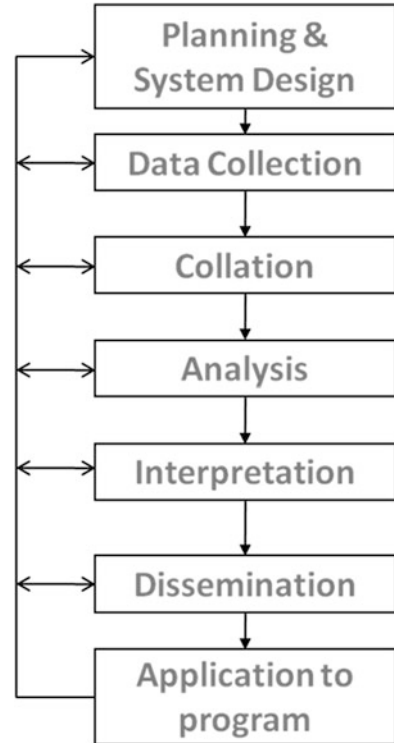 Planning &
System Design
Data Collection
Collation
Analysis
Interpretation
Dissemination
Application to
program